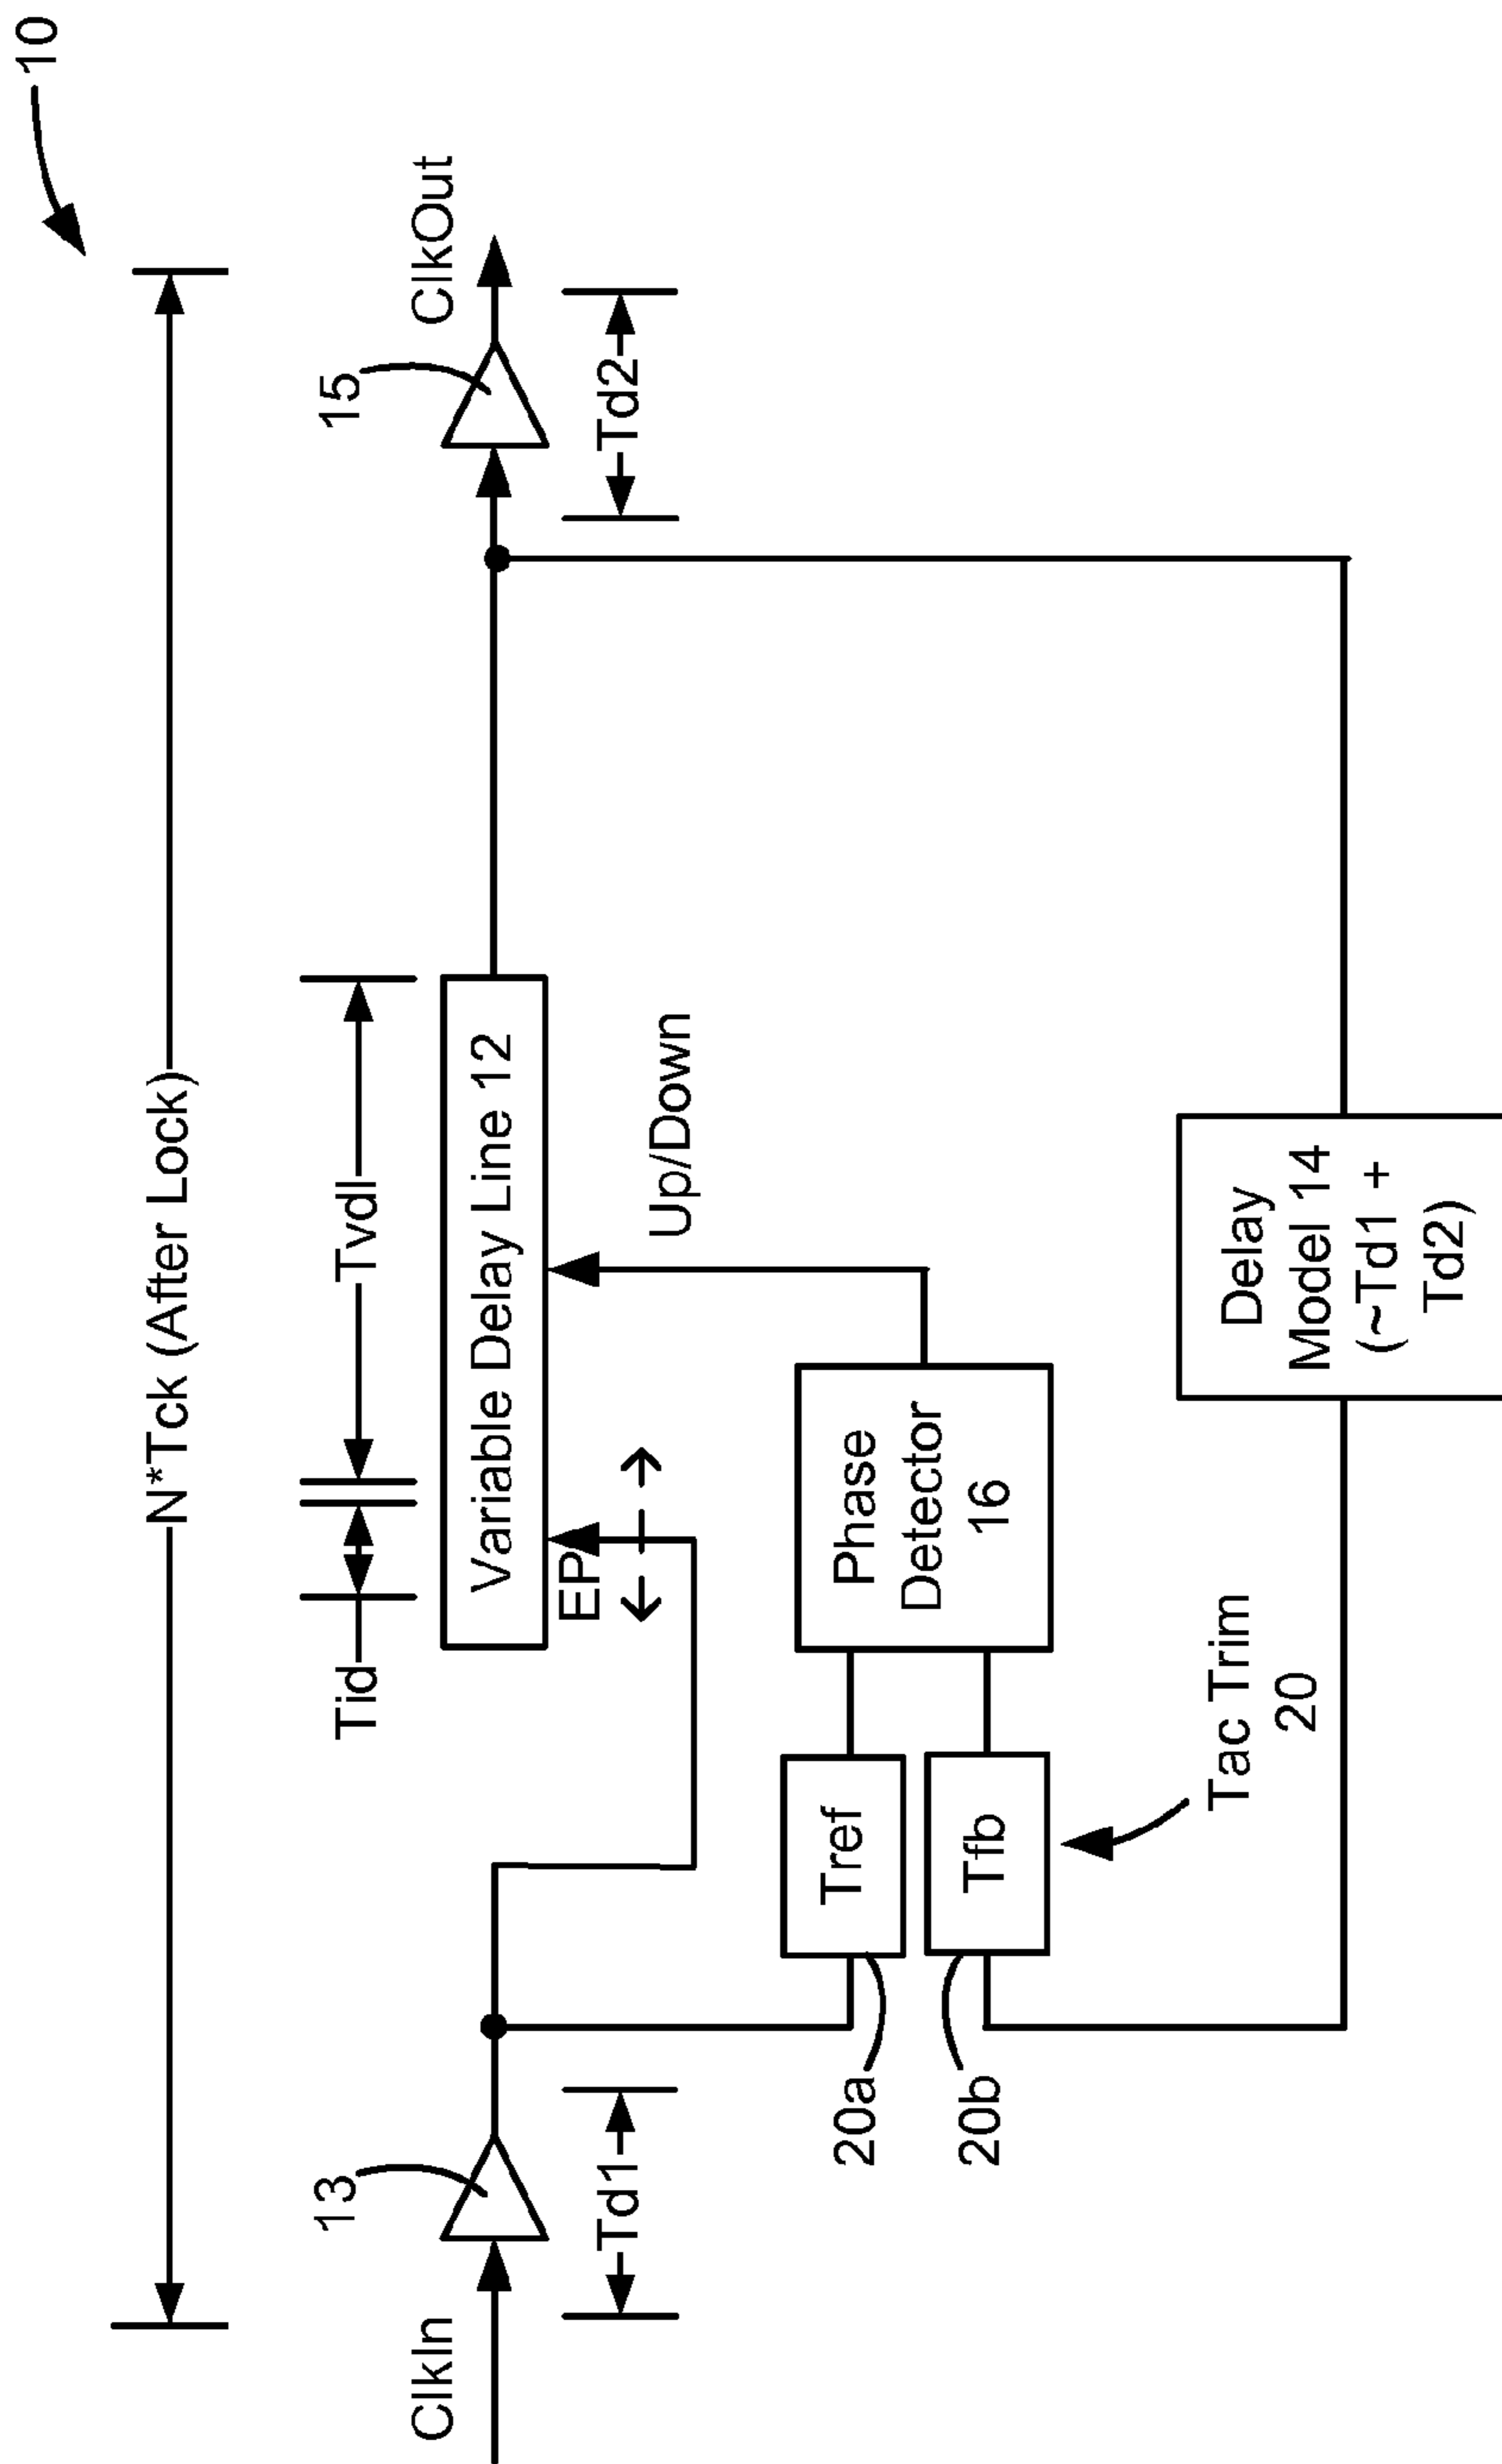 10
N*Tck (After Lock)
Tid
Tvdl
13
15
ClkIn
Variable Delay Line 12
ClkOut
EP
Td1
Td2
Up/Down
Tref
Phase
Detector
16
20a
Tfb
20b
Tac Trim
20
Delay
Model 14
(~Td1 +
Td2)